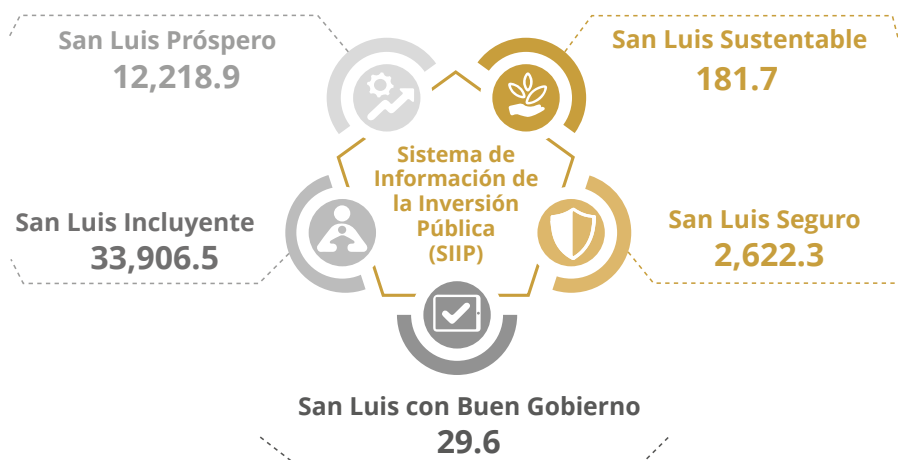 San Luis Próspero
12,218.9
San Luis Sustentable
181.7
Sistema de
Información de
la Inversión
Pública
(SIIP)
San Luis Incluyente
33,906.5
San Luis Seguro
2,622.3
San Luis con Buen Gobierno
29.6